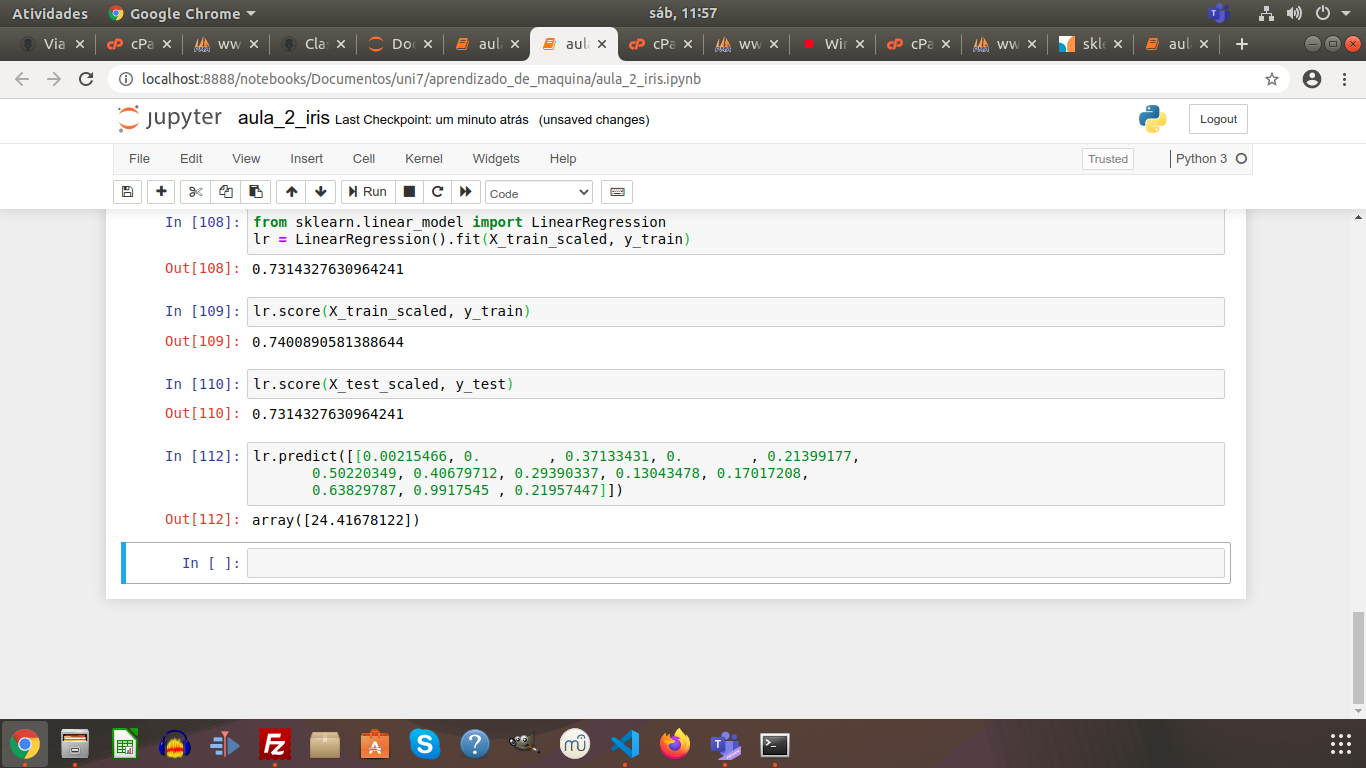 Atividades
Google Chrome
sáb, 11:57
Via
cPa
ww
Cla
Doc
aul
aul
cPa
ww
Wir
cPa
ww
skl
aul
localhost:8888/notebooks/Documentos/uni7/aprendizado_de_maquina/aula_2_iris.ipynb
jupyter aula_2_iris Last Checkpoint: um minuto atrás (unsaved changes)
Logout
File Edit View Insert Cell Kernel Widgets Help
Trusted
Python 3
Run
Code
In [108]: from sklearn.linear_model import LinearRegression
lr = LinearRegression().fit(X_train_scaled, y_train)
Out[108]: 0.7314327630964241
In [109]: lr.score(X_train_scaled, y_train)
Out[109]: 0.7400890581388644
In [110]: lr.score(X_test_scaled, y_test)
Out[110]: 0.7314327630964241
In [112]: lr.predict([[0.00215466, 0.        , 0.37133431, 0.        , 0.21399177,
0.50220349, 0.40679712, 0.29390337, 0.13043478, 0.17017208,
0.63829787, 0.9917545 , 0.21957447]])
Out[112]: array([24.41678122])
In [ ]: